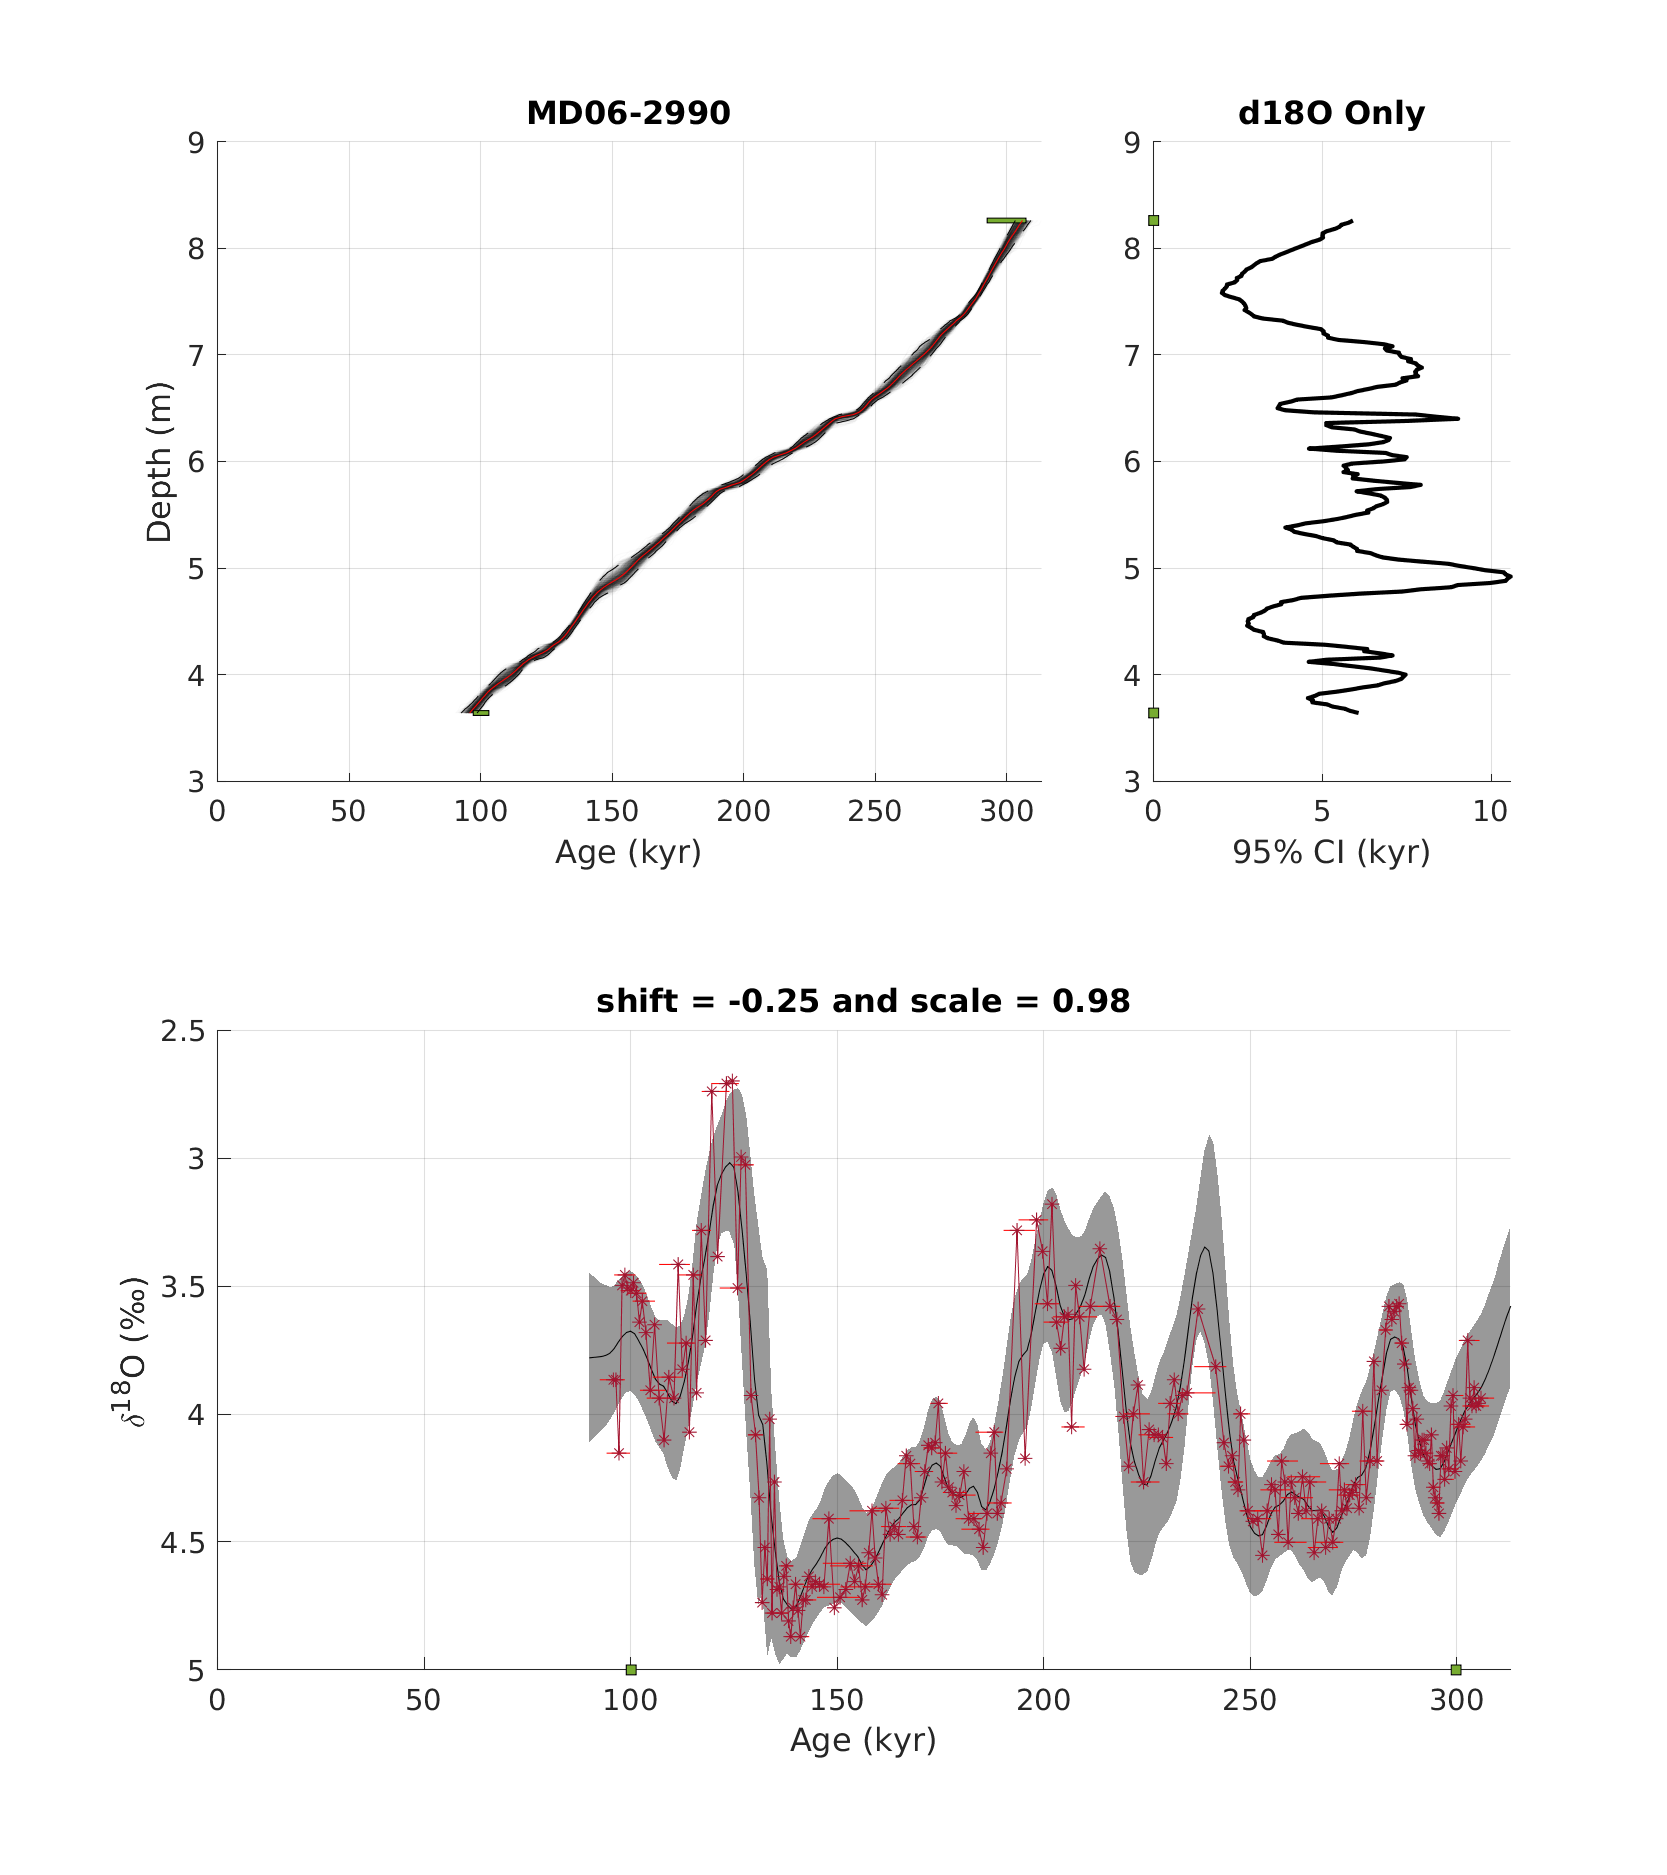 MD06-2990
d18O Only
9
8
7
6
5
4
3
Depth (m)
0 50 100 150 200 250 300
Age (kyr)
9
8
7
6
5
4
3
0 5 10
95% CI (kyr)
shift = -0.25 and scale = 0.98
2.5
3
3.5
4
4.5
5
δ¹⁸O (‰)
0 50 100 150 200 250 300
Age (kyr)